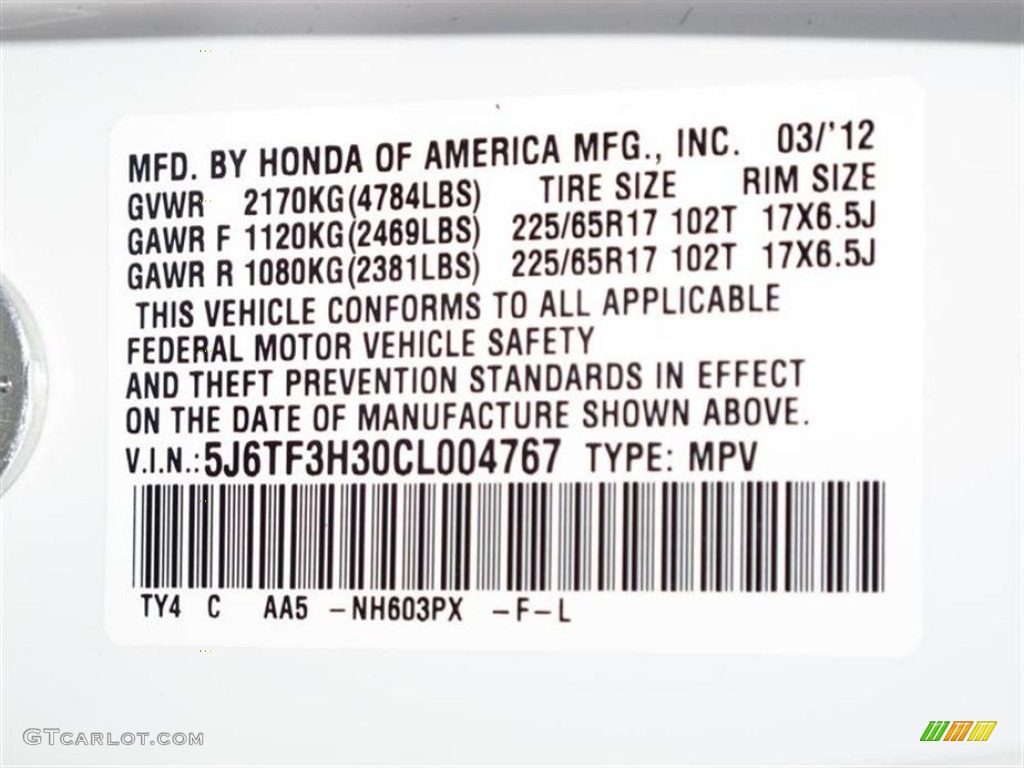 MFD. BY HONDA OF AMERICA MFG., INC. 03/'12
GVWR 2170KG(4784LBS) TIRE SIZE RIM SIZE
GAWR F 1120KG(2469LBS) 225/65R17 102T 17X6.5J
GAWR R 1080KG(2381LBS) 225/65R17 102T 17X6.5J
THIS VEHICLE CONFORMS TO ALL APPLICABLE
FEDERAL MOTOR VEHICLE SAFETY
AND THEFT PREVENTION STANDARDS IN EFFECT
ON THE DATE OF MANUFACTURE SHOWN ABOVE.
V.I.N.:5J6TF3H30CL004767 TYPE: MPV
TY4 C AA5 -NH603PX -F-L
GTCARLOT.COM